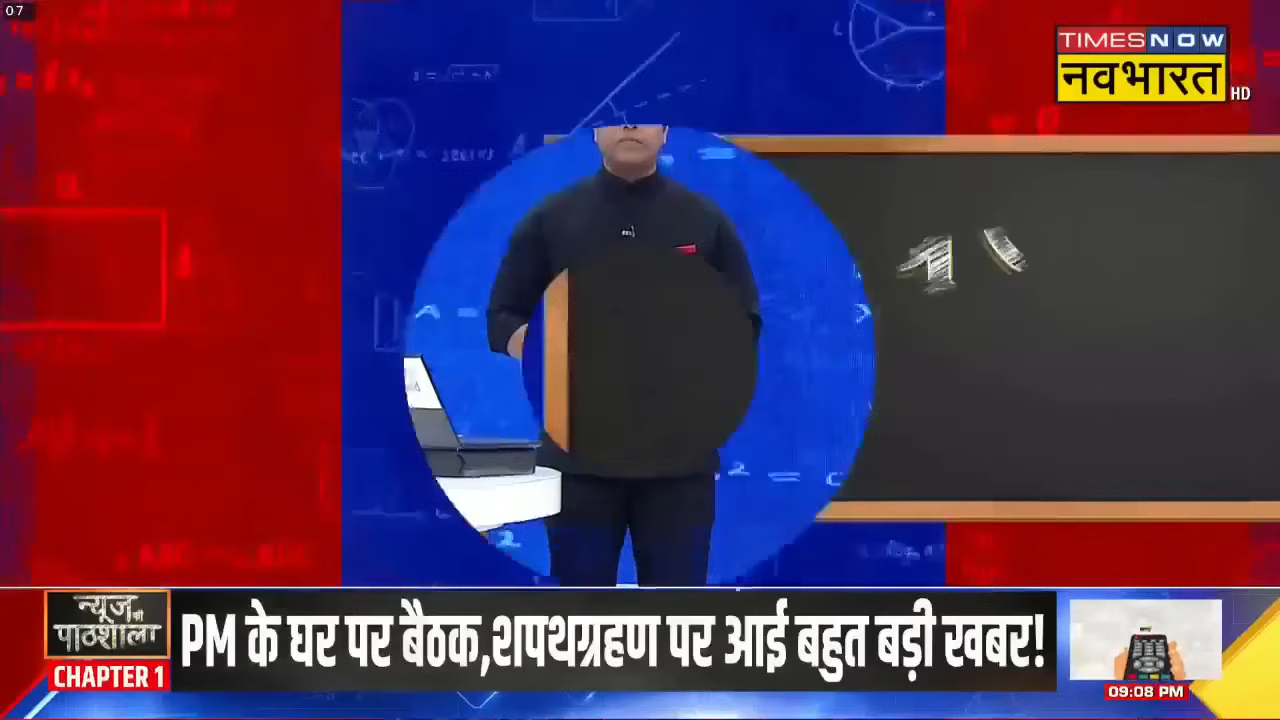 07
TIMES NOW
नवभारत
HD
न्यूज की
पाठशाला
CHAPTER 1
PM के घर पर बैठक,शपथग्रहण पर आई बहुत बड़ी खबर!
09:08 PM